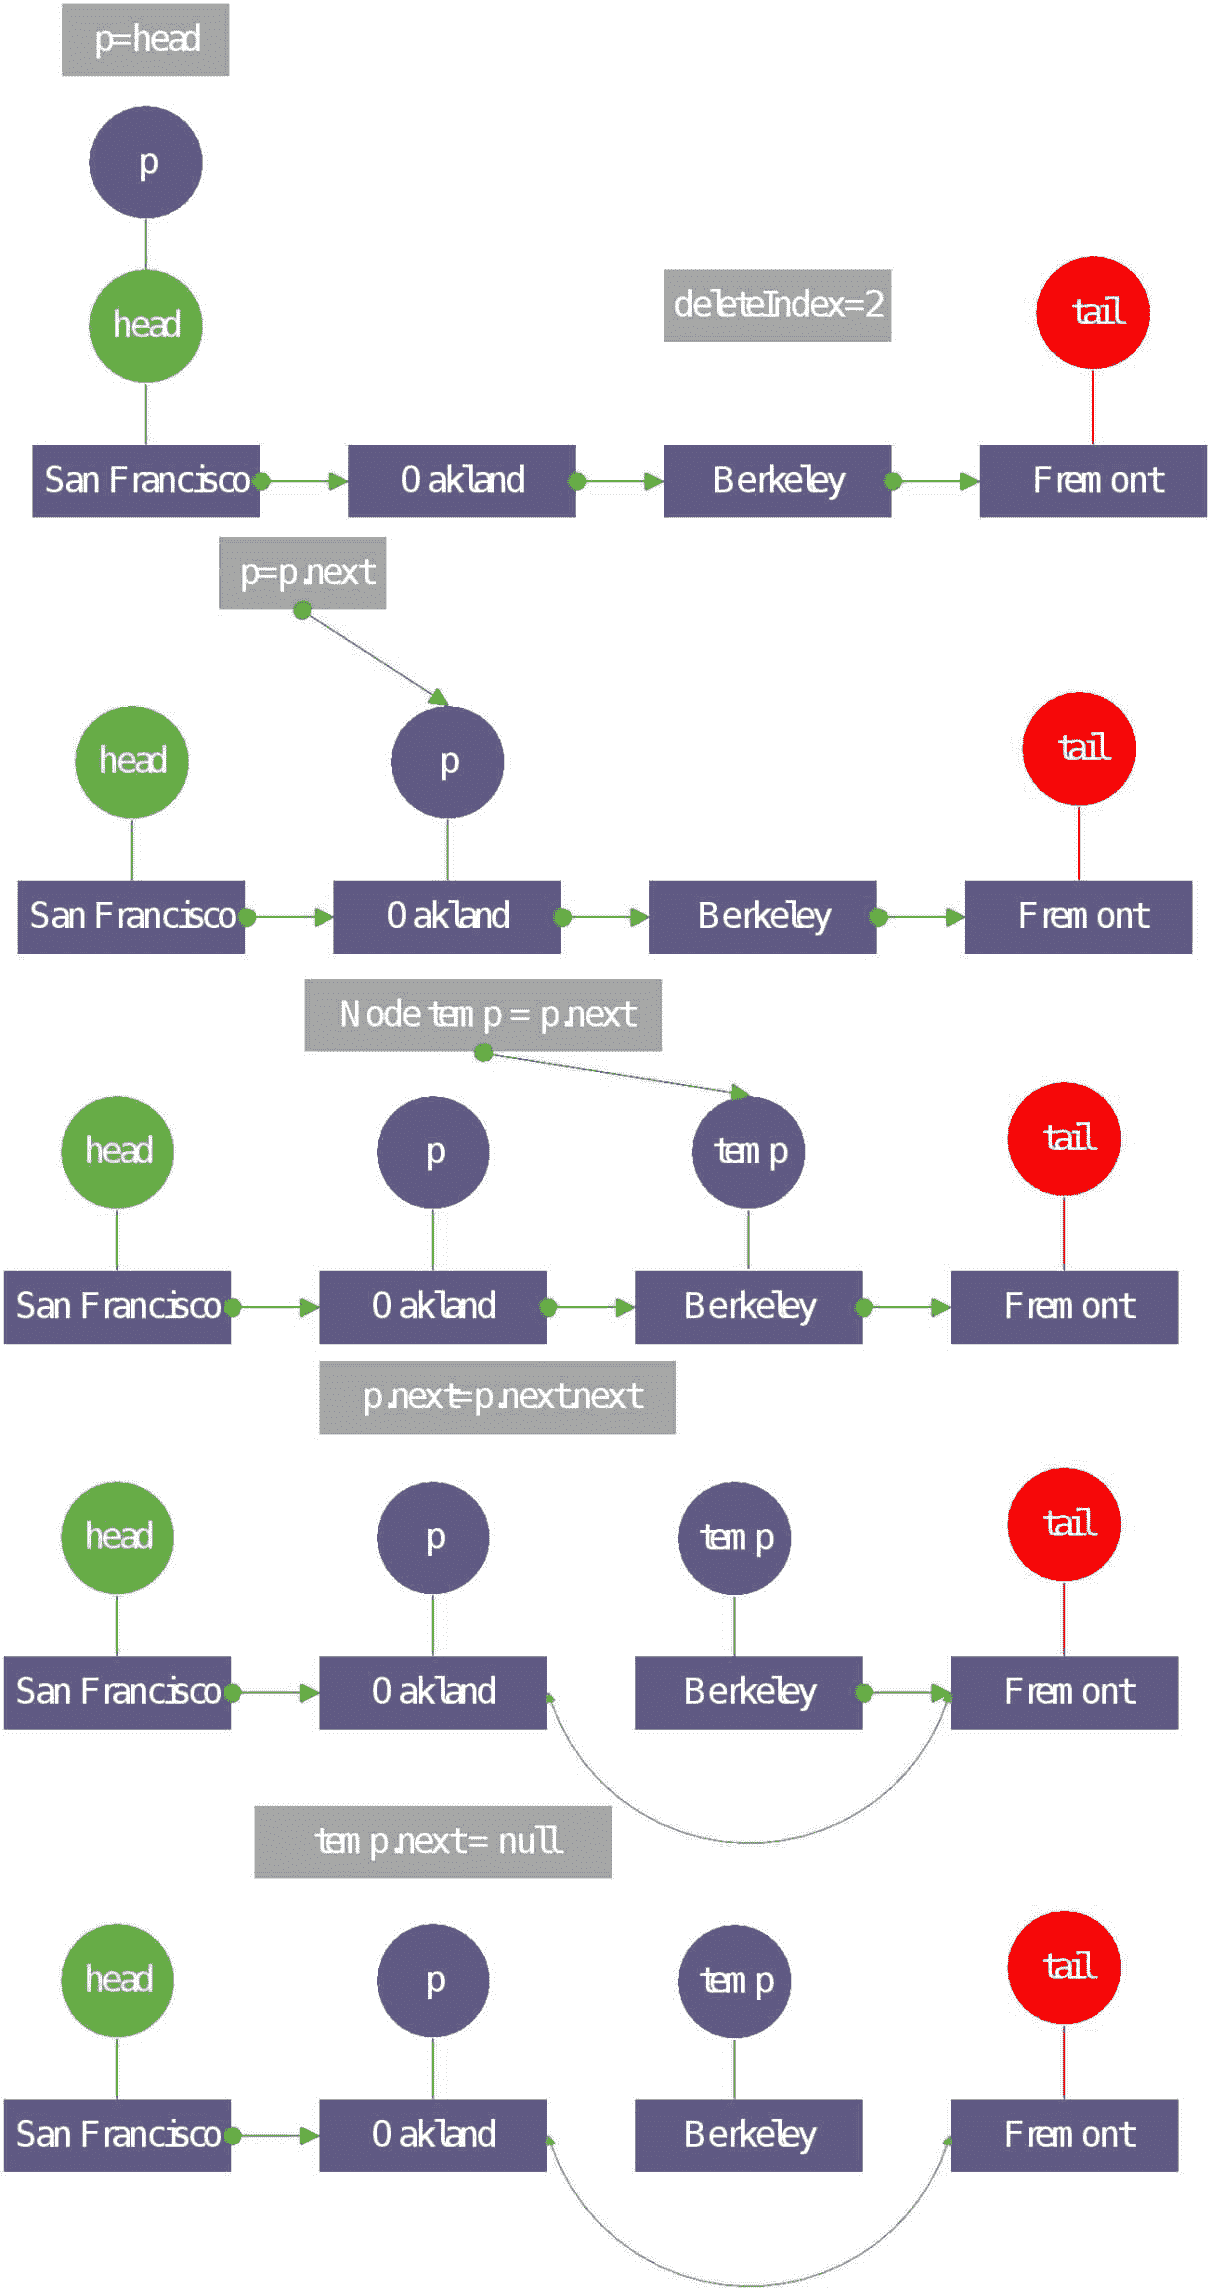 p=head
p
head
deleteIndex=2
tail
San Francisco Oakland Berkeley Fremont
p=p.next
head p tail
San Francisco Oakland Berkeley Fremont
Node temp = p.next
head p temp tail
San Francisco Oakland Berkeley Fremont
p.next=p.next.next
head p temp tail
San Francisco Oakland Berkeley Fremont
temp.next = null
head p temp tail
San Francisco Oakland Berkeley Fremont